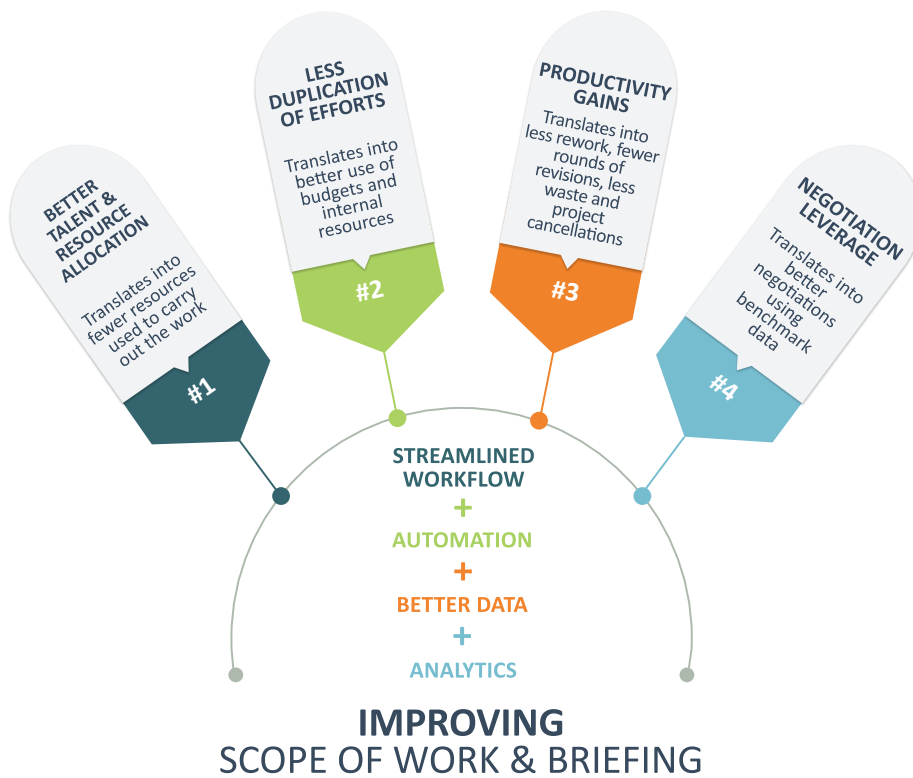 BETTER
TALENT &
RESOURCE
ALLOCATION
Translates into
fewer resources
used to carry
out the work
#1
LESS
DUPLICATION
OF EFFORTS
Translates into
better use of
budgets and
internal
resources
#2
PRODUCTIVITY
GAINS
Translates into
less rework, fewer
rounds of
revisions, less
waste and
project
cancellations
#3
NEGOTIATION
LEVERAGE
Translates into
better
negotiations
using
benchmark
data
#4
STREAMLINED
WORKFLOW
+
AUTOMATION
+
BETTER DATA
+
ANALYTICS
IMPROVING
SCOPE OF WORK & BRIEFING